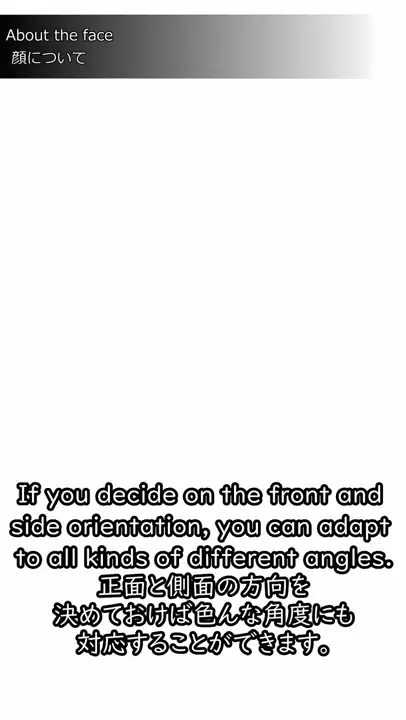 About the face
顔について
If you decide on the front and
side orientation, you can adapt
to all kinds of different angles.
正面と側面の方向を
決めておけば色んな角度にも
対応することができます。